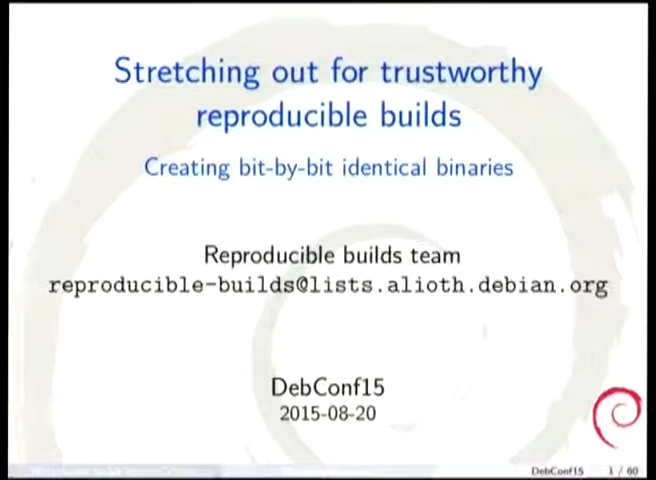 Stretching out for trustworthy
reproducible builds
Creating bit-by-bit identical binaries
Reproducible builds team
reproducible-builds@lists.alioth.debian.org
DebConf15
2015-08-20
DebConf15 1 / 60